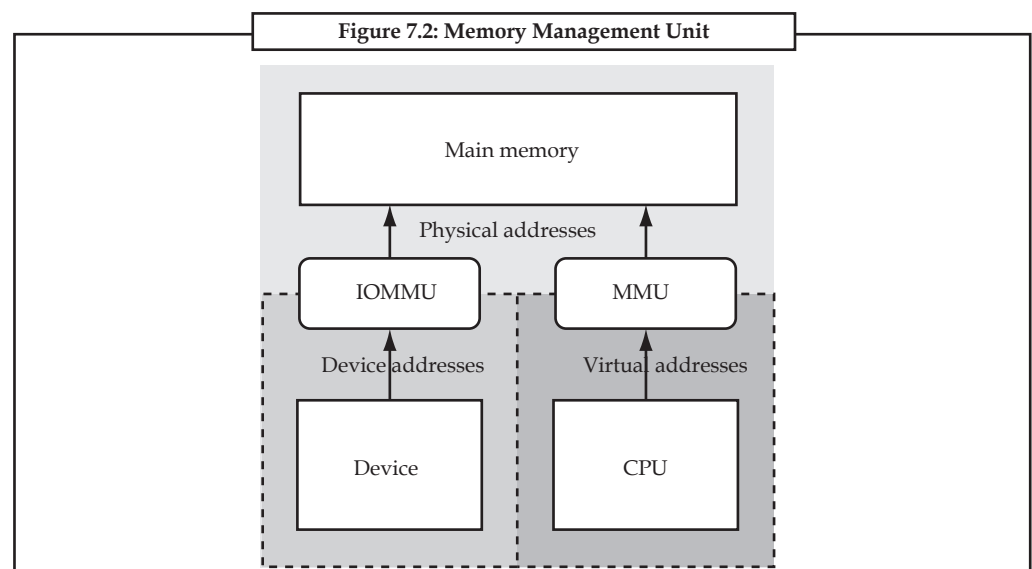 Figure 7.2: Memory Management Unit
Main memory
Physical addresses
IOMMU
MMU
Device addresses
Virtual addresses
Device
CPU